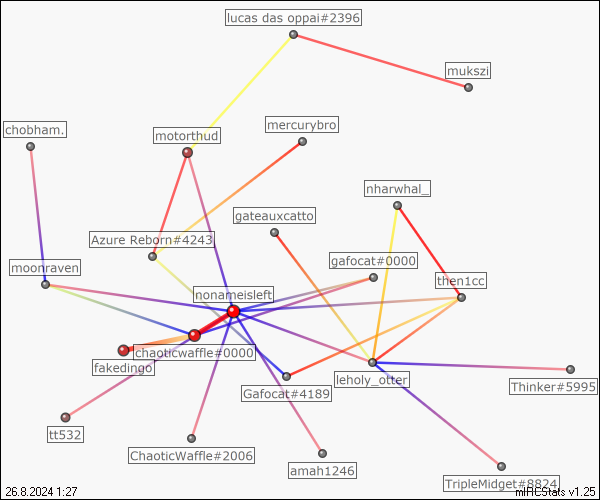 lucas das oppai#2396
mukszi
mercurybro
chobham.
motorthud
nharwhal_
gateauxcatto
Azure Reborn#4243
gafocat#0000
moonraven
then1cc
nonameisleft
chaoticwaffle#0000
fakedingo
leholy_otter
Thinker#5995
Gafocat#4189
tt532
ChaoticWaffle#2006
amah1246
TripleMidget#8824
26.8.2024 1:27
mIRCStats v1.25